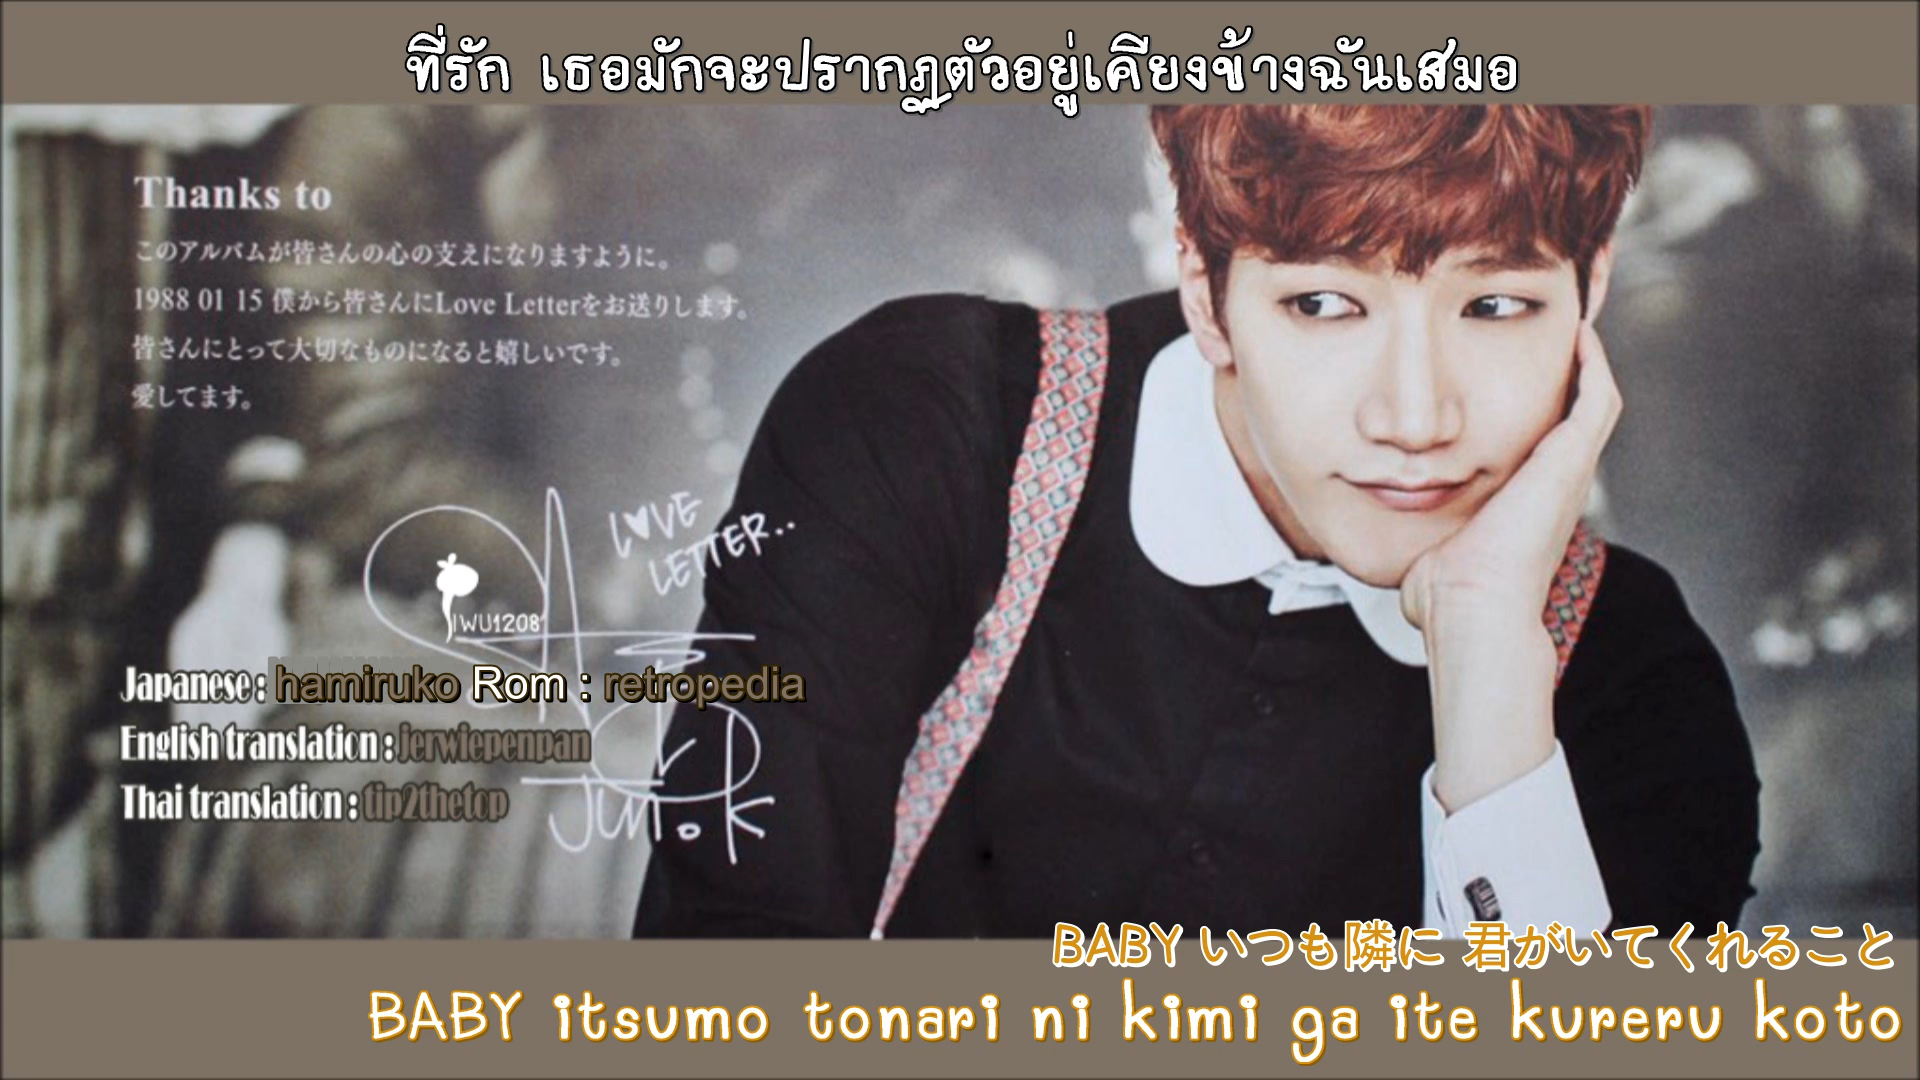 ที่รัก เธอมักจะปรากฏตัวอยู่เคียงข้างฉันเสมอ
Thanks to
このアルバムが皆さんの心の支えになりますように。
1988 01 15 僕から皆さんにLove Letterをお送りします。
皆さんにとって大切なものになると嬉しいです。
愛してます。
LOVE
LETTER..
JIWU1208
Japanese : hamiruko Rom : retropedia
English translation : jerwiepenpan
Thai translation : tip2thetop
Jun.K
BABY いつも隣に 君がいてくれること
BABY itsumo tonari ni kimi ga ite kureru koto